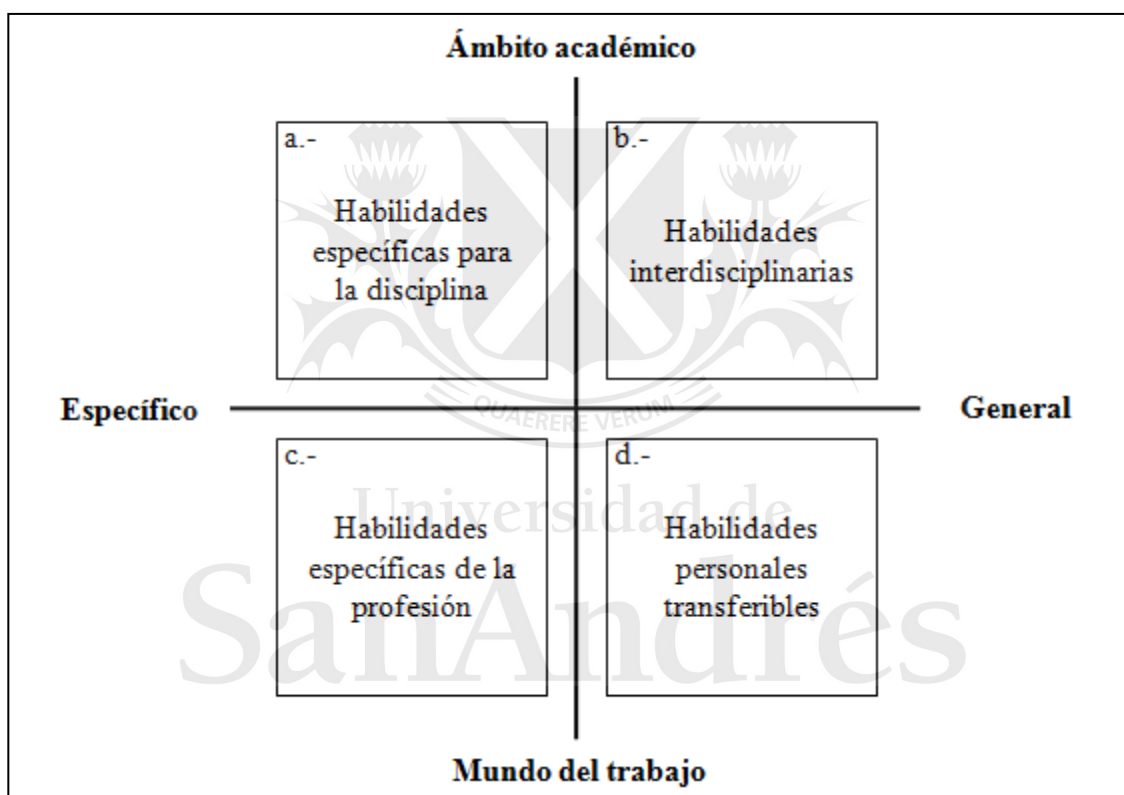 Ámbito académico
a.-
Habilidades
específicas para
la disciplina
b.-
Habilidades
interdisciplinarias
Específico
General
QUAERERE VERUM
c.-
Habilidades
específicas de la
profesión
d.-
Habilidades
personales
transferibles
Universidad de
SanAndrés
Mundo del trabajo